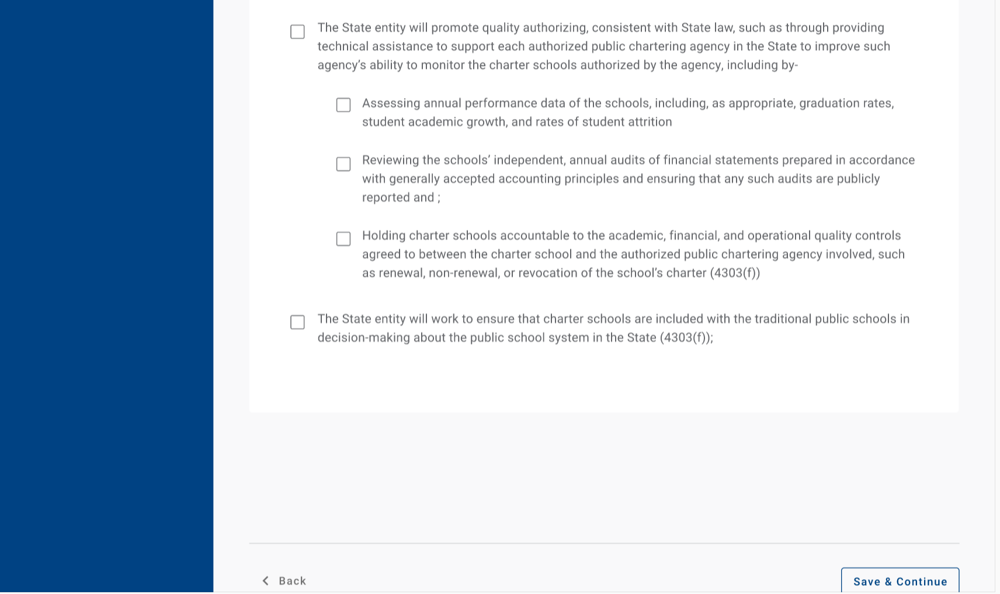 The State entity will promote quality authorizing, consistent with State law, such as through providing
technical assistance to support each authorized public chartering agency in the State to improve such
agency’s ability to monitor the charter schools authorized by the agency, including by-
Assessing annual performance data of the schools, including, as appropriate, graduation rates,
student academic growth, and rates of student attrition
Reviewing the schools’ independent, annual audits of financial statements prepared in accordance
with generally accepted accounting principles and ensuring that any such audits are publicly
reported and ;
Holding charter schools accountable to the academic, financial, and operational quality controls
agreed to between the charter school and the authorized public chartering agency involved, such
as renewal, non-renewal, or revocation of the school’s charter (4303(f))
The State entity will work to ensure that charter schools are included with the traditional public schools in
decision-making about the public school system in the State (4303(f));
Back
Save & Continue